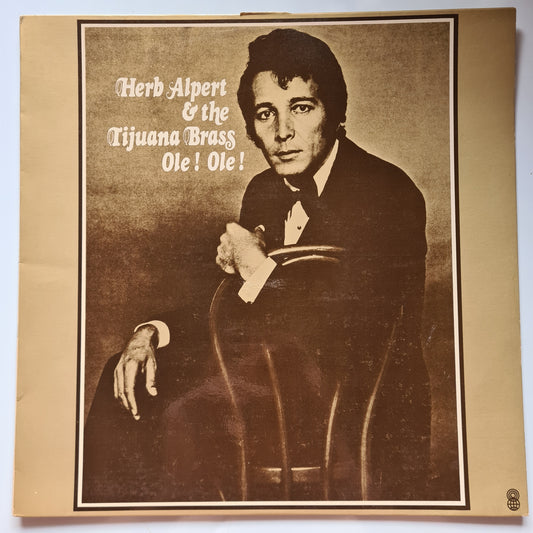 Herb Alpert
& the
Tijuana Brass
Ole! Ole!